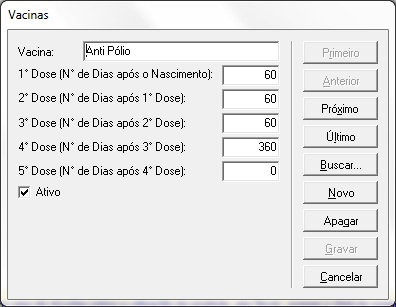 Vacinas
Vacina: Anti Pólio
1° Dose (N° de Dias após o Nascimento): 60
2° Dose (N° de Dias após 1° Dose): 60
3° Dose (N° de Dias após 2° Dose): 60
4° Dose (N° de Dias após 3° Dose): 360
5° Dose (N° de Dias após 4° Dose): 0
Ativo
Primeiro
Anterior
Próximo
Último
Buscar...
Novo
Apagar
Gravar
Cancelar